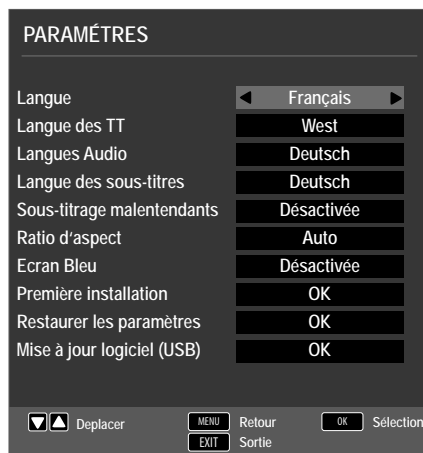 PARAMÉTRES
Langue Français
Langue des TT West
Langues Audio Deutsch
Langue des sous-titres Deutsch
Sous-titrage malentendants Désactivée
Ratio d'aspect Auto
Ecran Bleu Désactivée
Première installation OK
Restaurer les paramètres OK
Mise à jour logiciel (USB) OK
Deplacer MENU Retour OK Sélection
EXIT Sortie